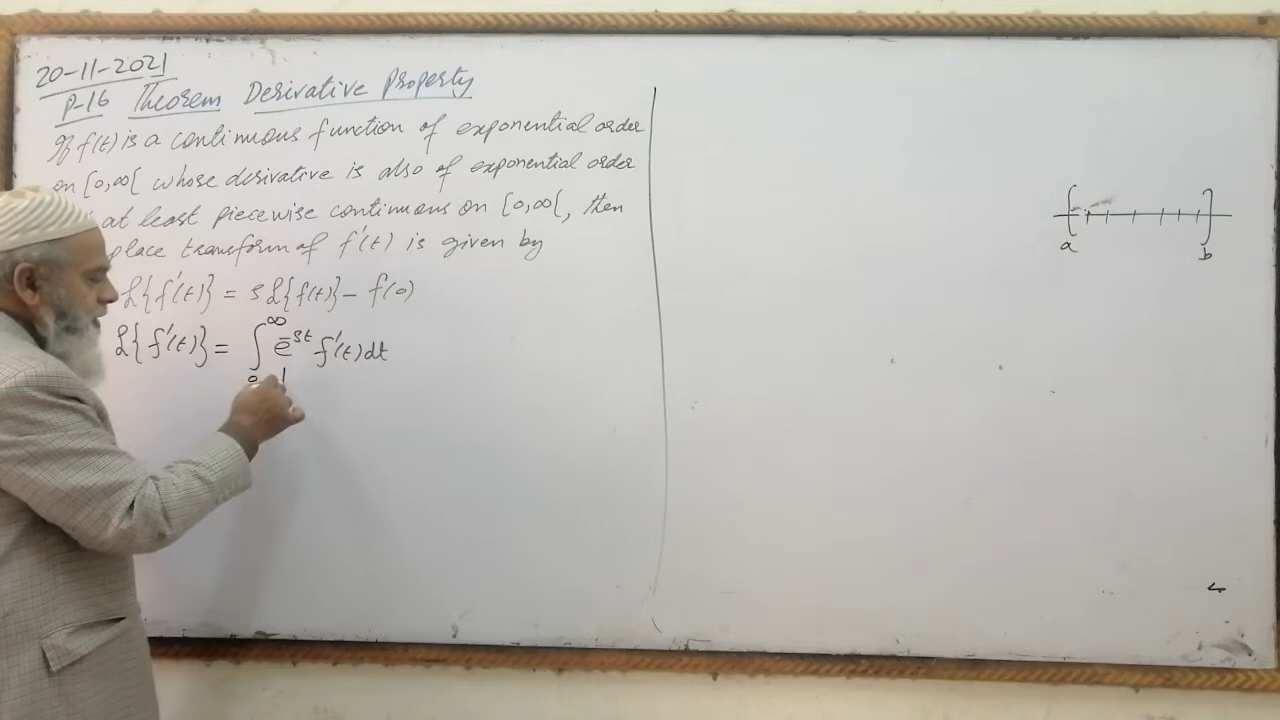 20-11-2021
P-16 Theorem Derivative Property
If f(t) is a continuous function of exponential order
on [0,∞[ whose derivative is also of exponential order
at least piecewise continuous on [0,∞[, then
place transform of f'(t) is given by
ℒ{f'(t)} = sℒ{f(t)} - f(0)
ℒ{f'(t)} = ∫₀^∞ e^-st f'(t)dt
a b